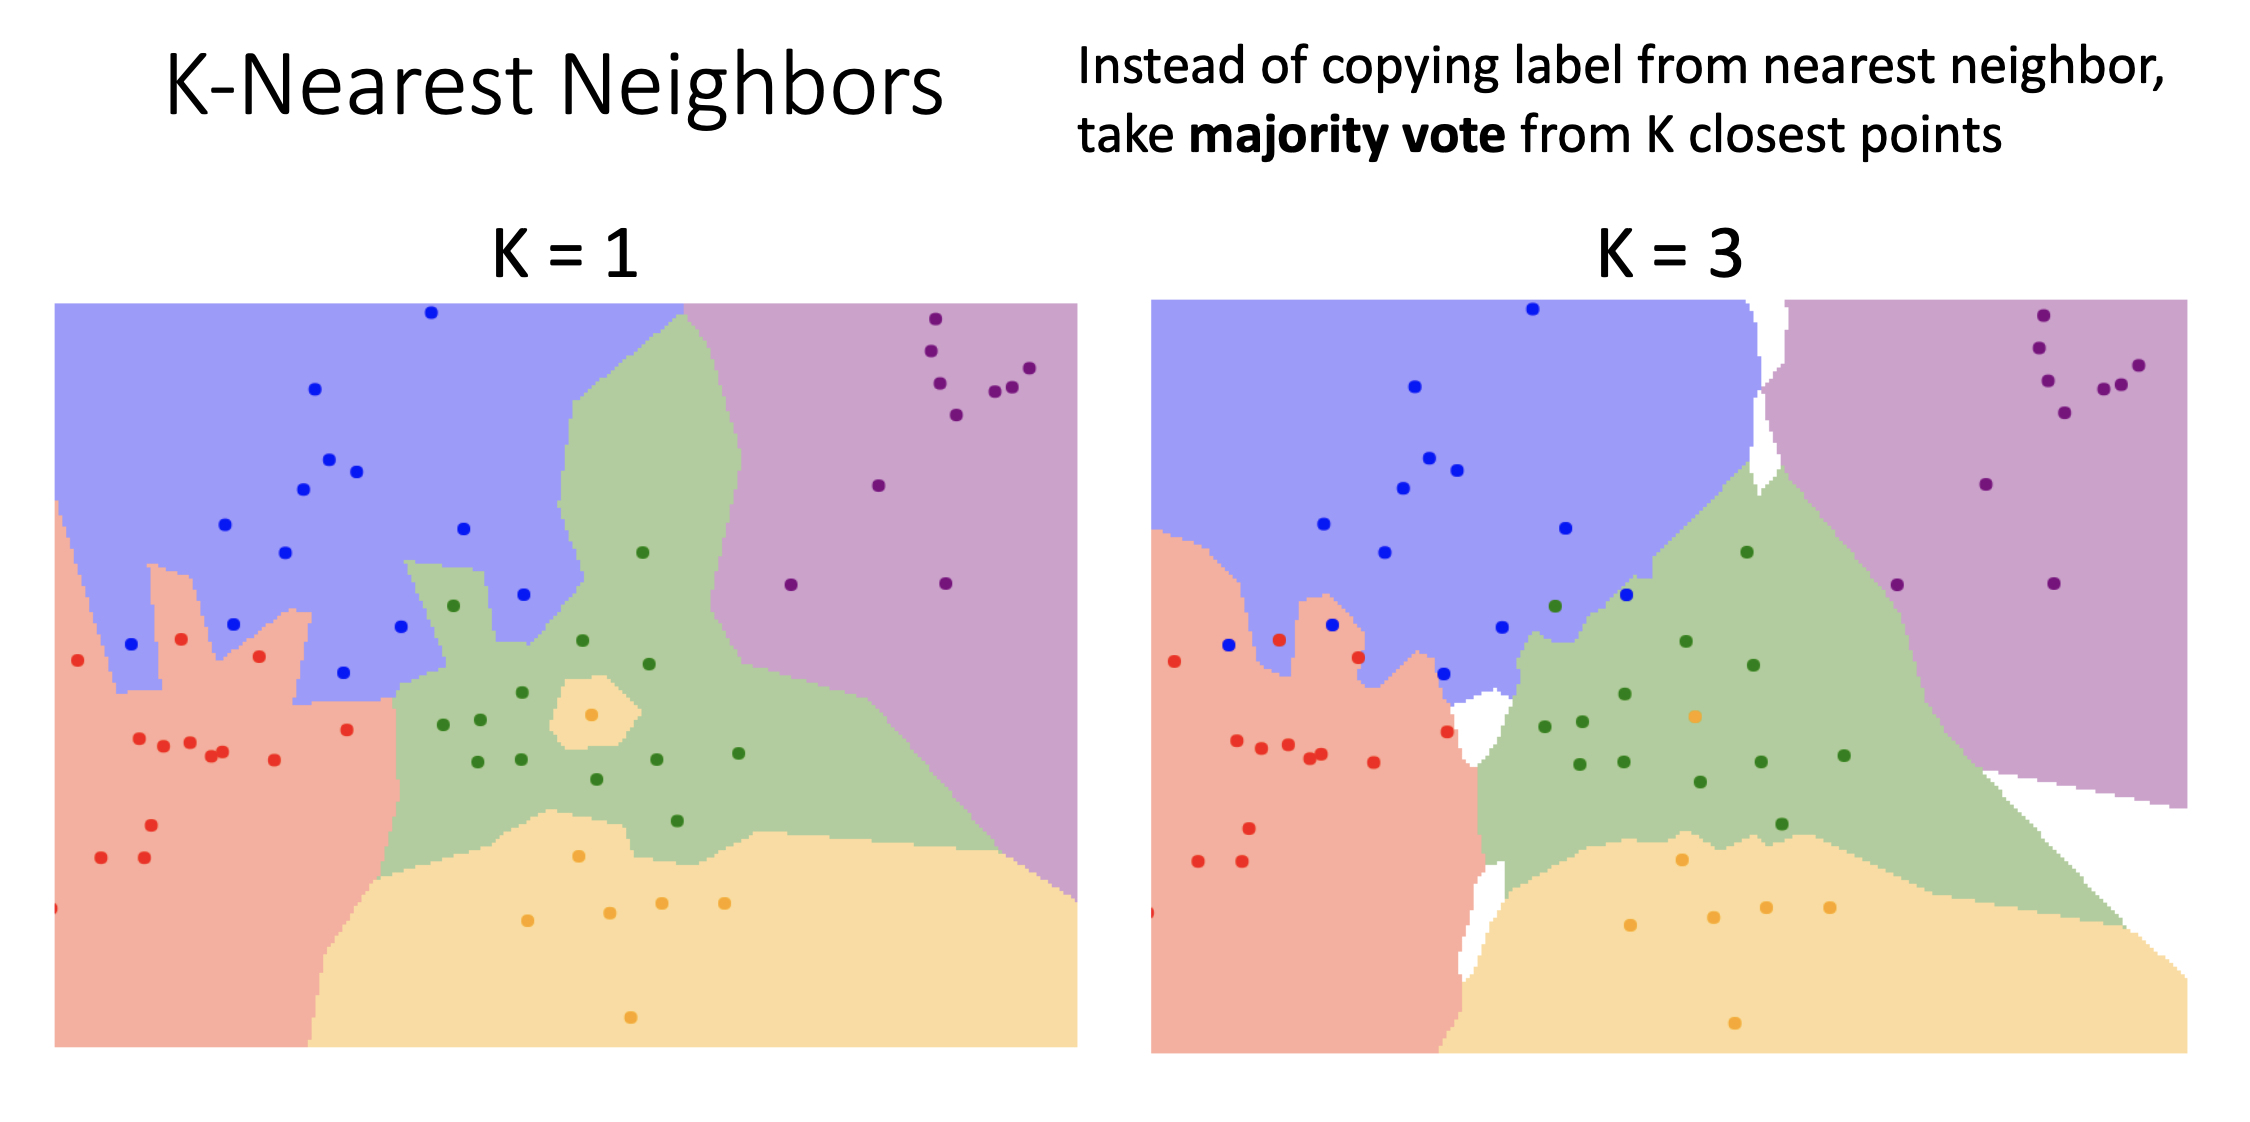 K-Nearest Neighbors
Instead of copying label from nearest neighbor,
take majority vote from K closest points
K = 1
K = 3